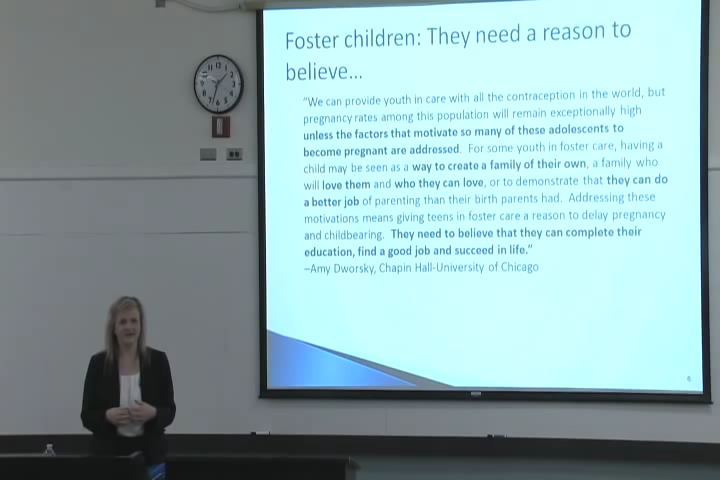 Foster children: They need a reason to
believe...
"We can provide youth in care with all the contraception in the world, but
pregnancy rates among this population will remain exceptionally high
unless the factors that motivate so many of these adolescents to
become pregnant are addressed. For some youth in foster care, having a
child may be seen as a way to create a family of their own, a family who
will love them and who they can love, or to demonstrate that they can do
a better job of parenting than their birth parents had. Addressing these
motivations means giving teens in foster care a reason to delay pregnancy
and childbearing. They need to believe that they can complete their
education, find a good job and succeed in life."
–Amy Dworsky, Chapin Hall-University of Chicago
6